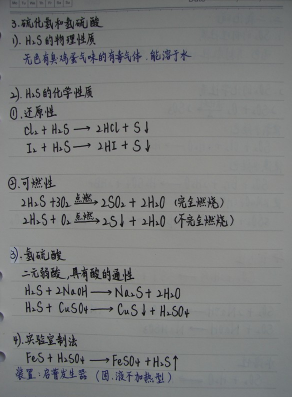 3.硫化氢和氢硫酸
1).H₂S的物理性质
无色有臭鸡蛋气味的有毒气体.能溶于水
2).H₂S的化学性质
①.还原性
Cl₂ + H₂S ⟶ 2HCl + S↓
I₂ + H₂S ⟶ 2HI + S↓
②.可燃性
2H₂S +3O₂ 点燃⟶ 2SO₂ + 2H₂O (完全燃烧)
2H₂S + O₂ 点燃⟶ 2S↓ + 2H₂O (不完全燃烧)
3).氢硫酸
二元弱酸,具有酸的通性
H₂S + 2NaOH ⟶ Na₂S + 2H₂O
H₂S + CuSO₄ ⟶ CuS↓ + H₂SO₄
4).实验室制法
FeS + H₂SO₄ ⟶ FeSO₄ + H₂S↑
装置:启普发生器 (固.液不加热型)